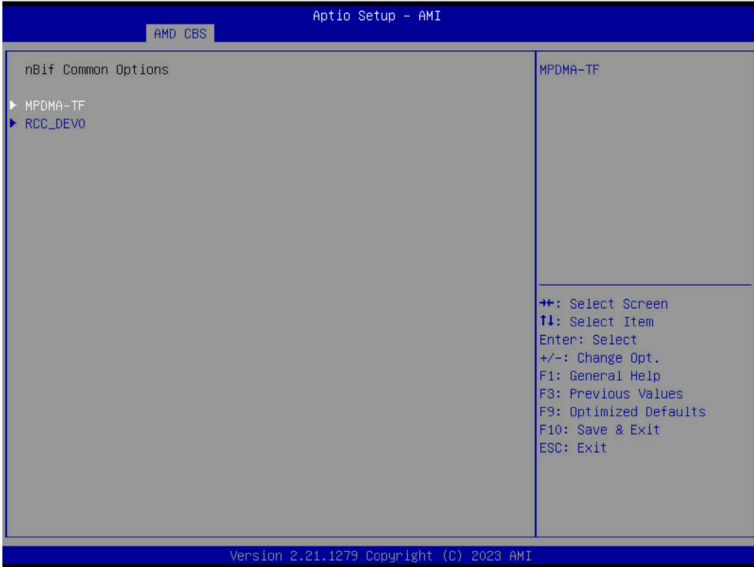 Aptio Setup - AMI
AMD CBS
nBif Common Options
MPDMA-TF
RCC_DEV0
MPDMA-TF
→←: Select Screen
↑↓: Select Item
Enter: Select
+/-: Change Opt.
F1: General Help
F3: Previous Values
F9: Optimized Defaults
F10: Save & Exit
ESC: Exit
Version 2.21.1279 Copyright (C) 2023 AMI